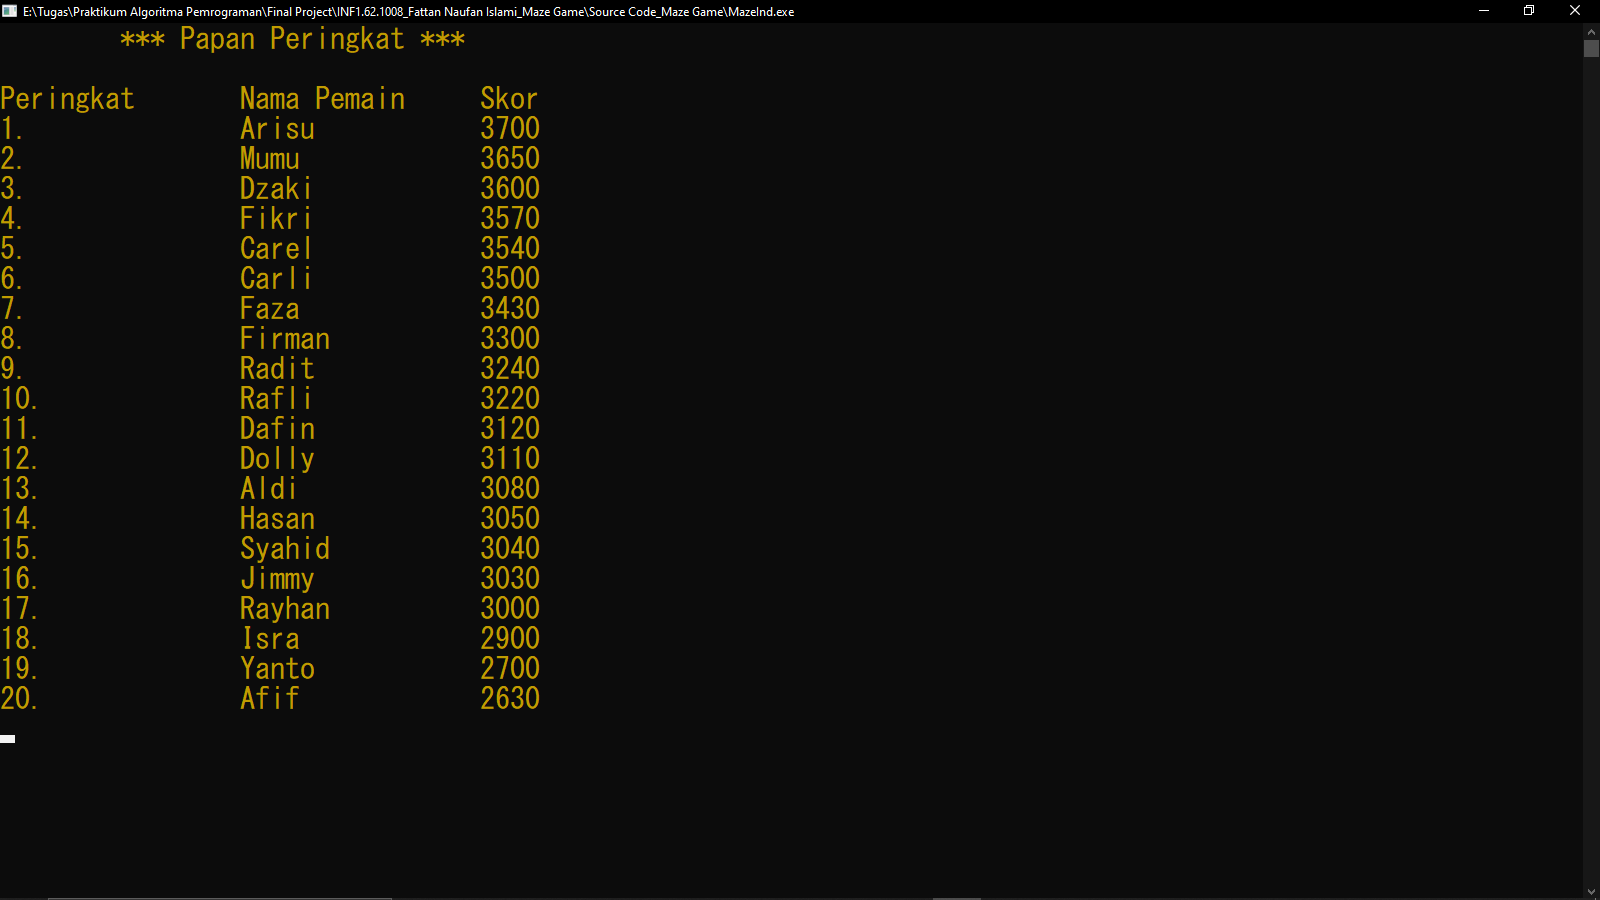 E:\Tugas\Praktikum Algoritma Pemrograman\Final Project\INF1.62.1008_Fattan Naufan Islami_Maze Game\Source Code_Maze Game\MazeInd.exe
*** Papan Peringkat ***
Peringkat Nama Pemain Skor
1. Arisu 3700
2. Mumu 3650
3. Dzaki 3600
4. Fikri 3570
5. Carel 3540
6. Carli 3500
7. Faza 3430
8. Firman 3300
9. Radit 3240
10. Rafli 3220
11. Dafin 3120
12. Dolly 3110
13. Aldi 3080
14. Hasan 3050
15. Syahid 3040
16. Jimmy 3030
17. Rayhan 3000
18. Isra 2900
19. Yanto 2700
20. Afif 2630